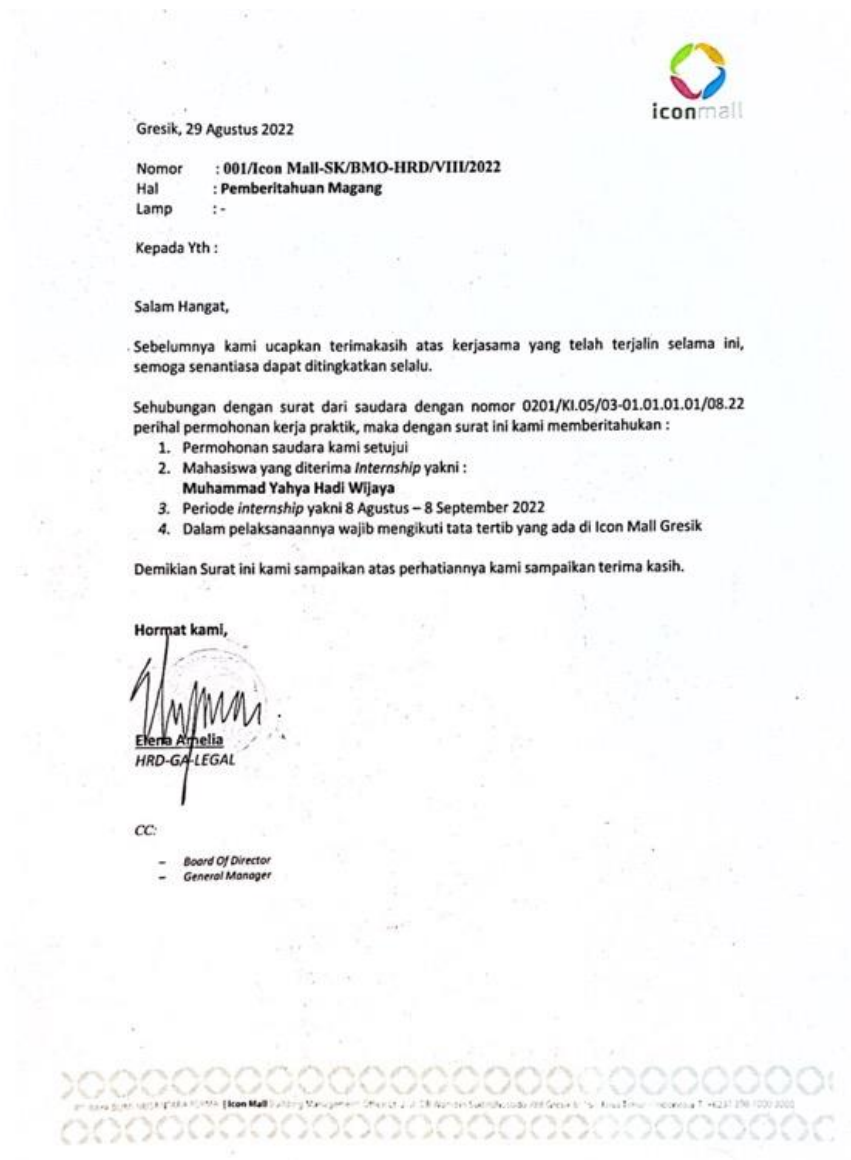 iconmall
Gresik, 29 Agustus 2022
Nomor : 001/Icon Mall-SK/BMO-HRD/VIII/2022
Hal : Pemberitahuan Magang
Lamp : -
Kepada Yth :
Salam Hangat,
Sebelumnya kami ucapkan terimakasih atas kerjasama yang telah terjalin selama ini,
semoga senantiasa dapat ditingkatkan selalu.
Sehubungan dengan surat dari saudara dengan nomor 0201/KI.05/03-01.01.01.01/08.22
perihal permohonan kerja praktik, maka dengan surat ini kami memberitahukan :
1. Permohonan saudara kami setujui
2. Mahasiswa yang diterima Internship yakni :
Muhammad Yahya Hadi Wijaya
3. Periode internship yakni 8 Agustus – 8 September 2022
4. Dalam pelaksanaannya wajib mengikuti tata tertib yang ada di Icon Mall Gresik
Demikian Surat ini kami sampaikan atas perhatiannya kami sampaikan terima kasih.
Hormat kami,
Elena Amelia
HRD-GA-LEGAL
CC:
– Board Of Director
– General Manager
Icon Mall Building Management Office